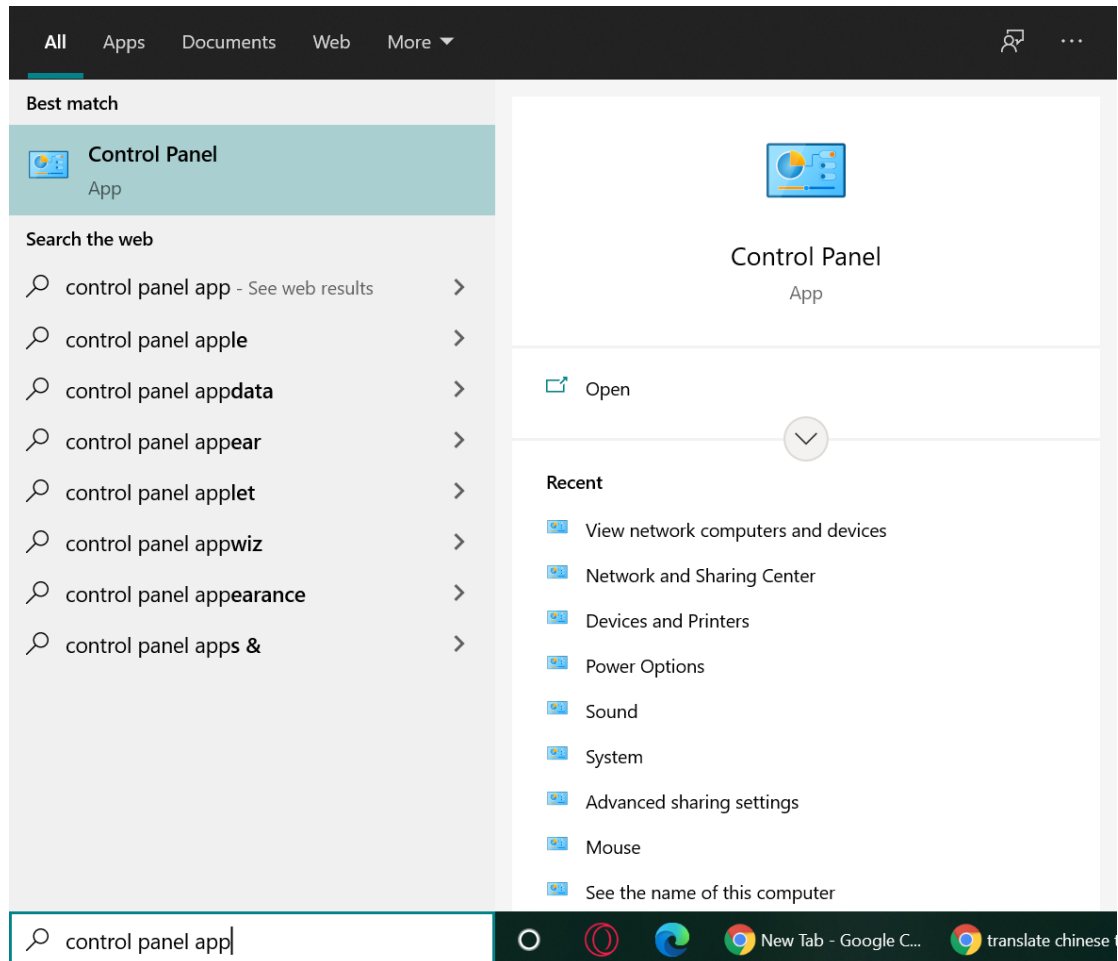 All Apps Documents Web More
Best match
Control Panel
App
Search the web
control panel app - See web results
control panel apple
control panel appdata
control panel appear
control panel applet
control panel appwiz
control panel appearance
control panel apps &
Control Panel
App
Open
Recent
View network computers and devices
Network and Sharing Center
Devices and Printers
Power Options
Sound
System
Advanced sharing settings
Mouse
See the name of this computer
control panel app
New Tab - Google C...
translate chinese